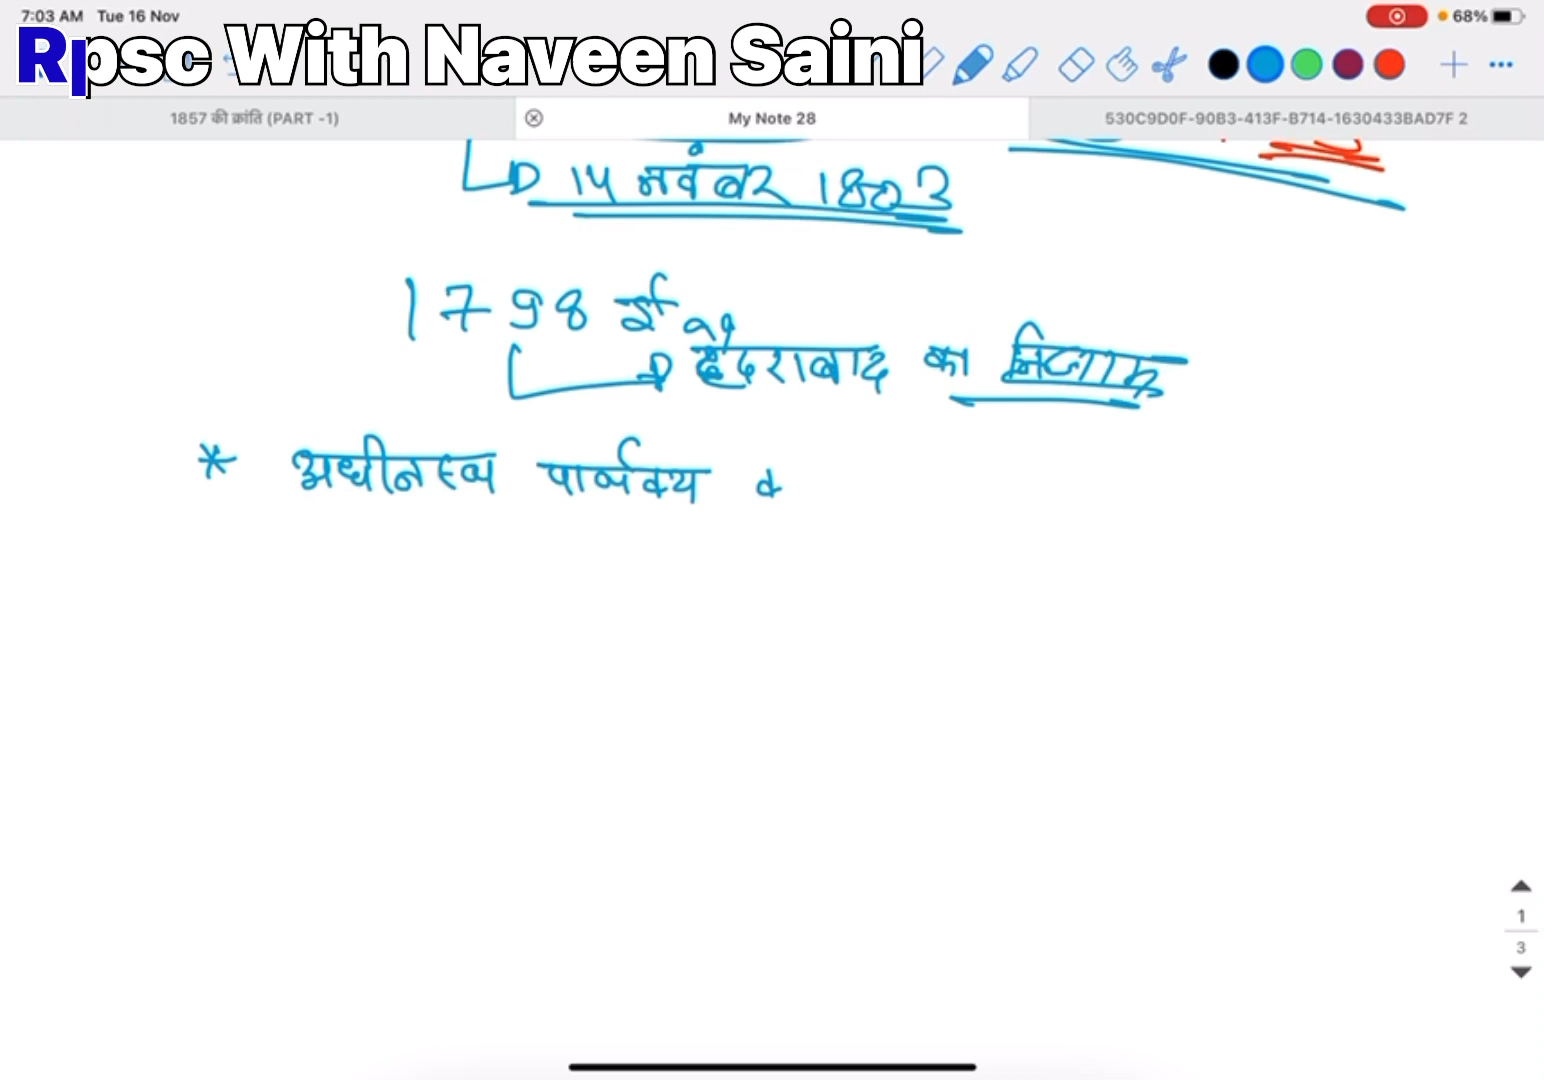 7:03 AM Tue 16 Nov
68%
Rpsc With Naveen Saini
1857 की क्रांति (PART -1)
My Note 28
530C9D0F-90B3-413F-B714-1630433BAD7F 2
14 नवंबर 1803
1798 ई
हैदराबाद का निजाम
* अधीनस्थ पार्थक्य क
1
3